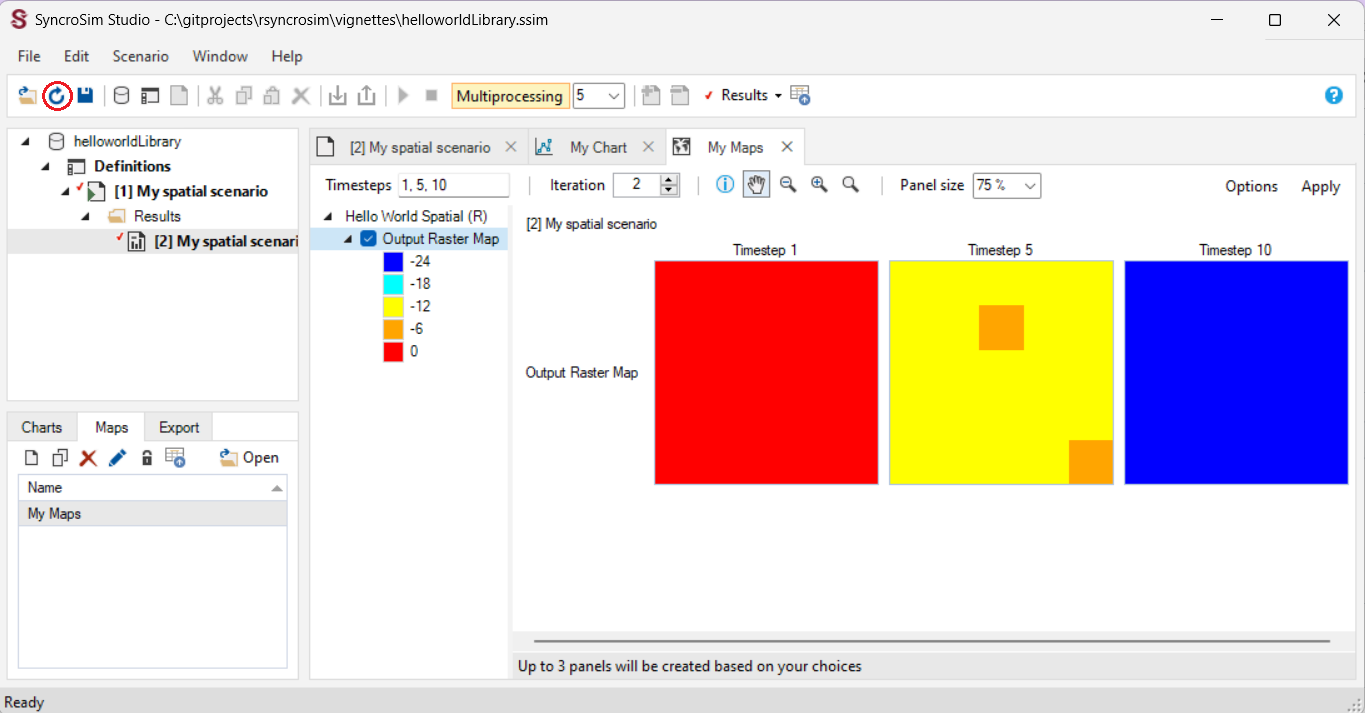 SyncroSim Studio - C:\gitprojects\rsyncrosim\vignettes\helloworldLibrary.ssim
File Edit Scenario Window Help
Multiprocessing 5 Results
helloworldLibrary
Definitions
[1] My spatial scenario
Results
[2] My spatial scenari
Charts Maps Export
Open
Name
My Maps
[2] My spatial scenario My Chart My Maps
Timesteps 1, 5, 10 Iteration 2 Panel size 75 % Options Apply
Hello World Spatial (R)
Output Raster Map
-24
-18
-12
-6
0
[2] My spatial scenario
Timestep 1 Timestep 5 Timestep 10
Output Raster Map
Up to 3 panels will be created based on your choices
Ready